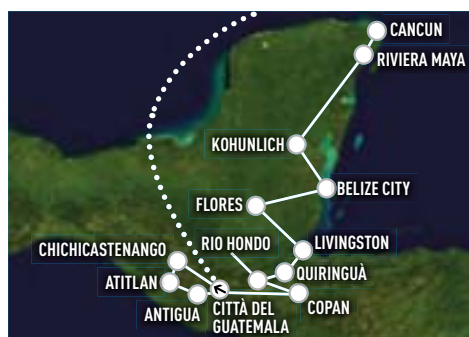 CANCUN
RIVIERA MAYA
KOHUNLICH
BELIZE CITY
FLORES
RIO HONDO
LIVINGSTON
CHICHICASTENANGO
QUIRINGUÀ
ATITLAN
COPAN
ANTIGUA
CITTÀ DEL
GUATEMALA